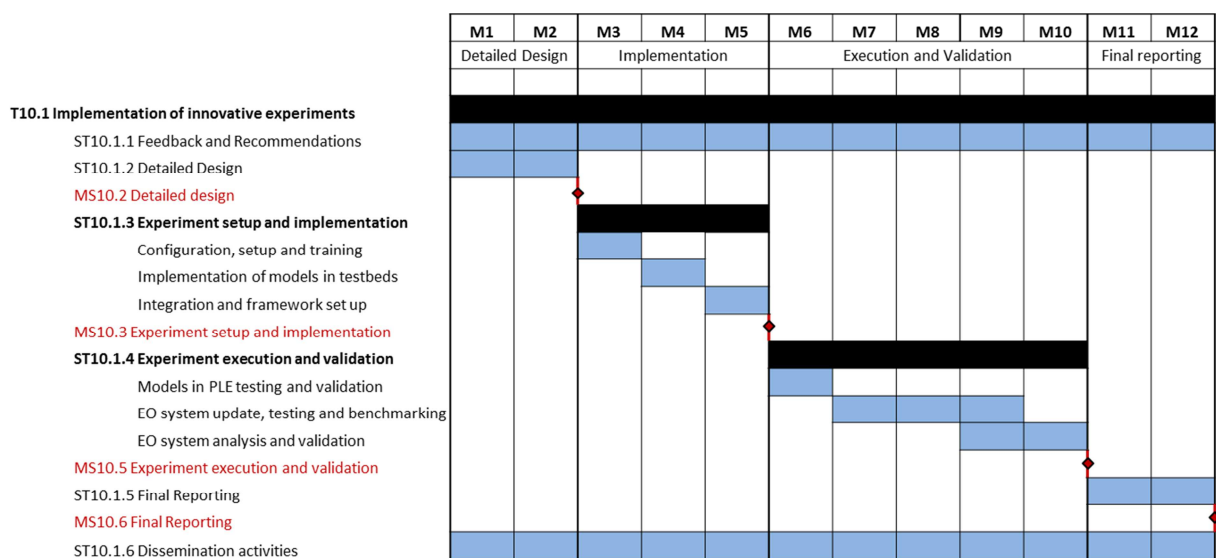 M1 M2 M3 M4 M5 M6 M7 M8 M9 M10 M11 M12
Detailed Design Implementation Execution and Validation Final reporting
T10.1 Implementation of innovative experiments
ST10.1.1 Feedback and Recommendations
ST10.1.2 Detailed Design
MS10.2 Detailed design
ST10.1.3 Experiment setup and implementation
Configuration, setup and training
Implementation of models in testbeds
Integration and framework set up
MS10.3 Experiment setup and implementation
ST10.1.4 Experiment execution and validation
Models in PLE testing and validation
EO system update, testing and benchmarking
EO system analysis and validation
MS10.5 Experiment execution and validation
ST10.1.5 Final Reporting
MS10.6 Final Reporting
ST10.1.6 Dissemination activities